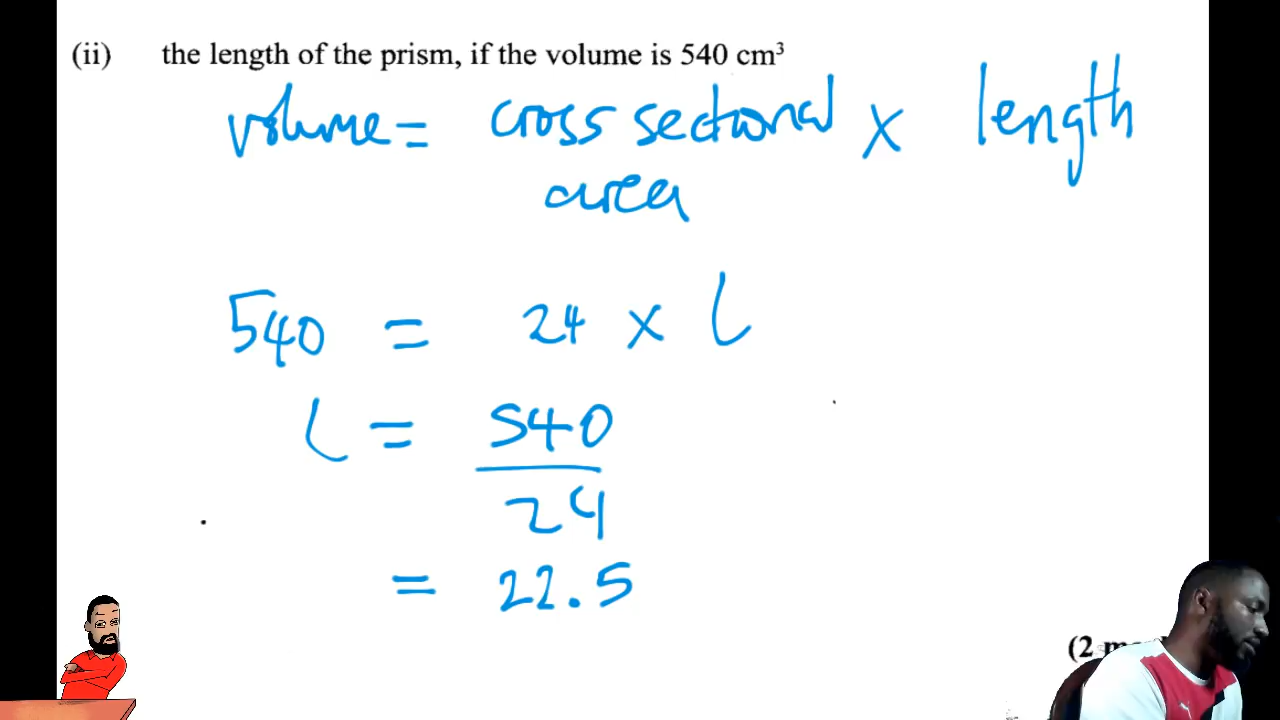 (ii) the length of the prism, if the volume is 540 cm³
volume = cross sectional × length
area
540 = 24 × l
l = 540
24
= 22.5
(2